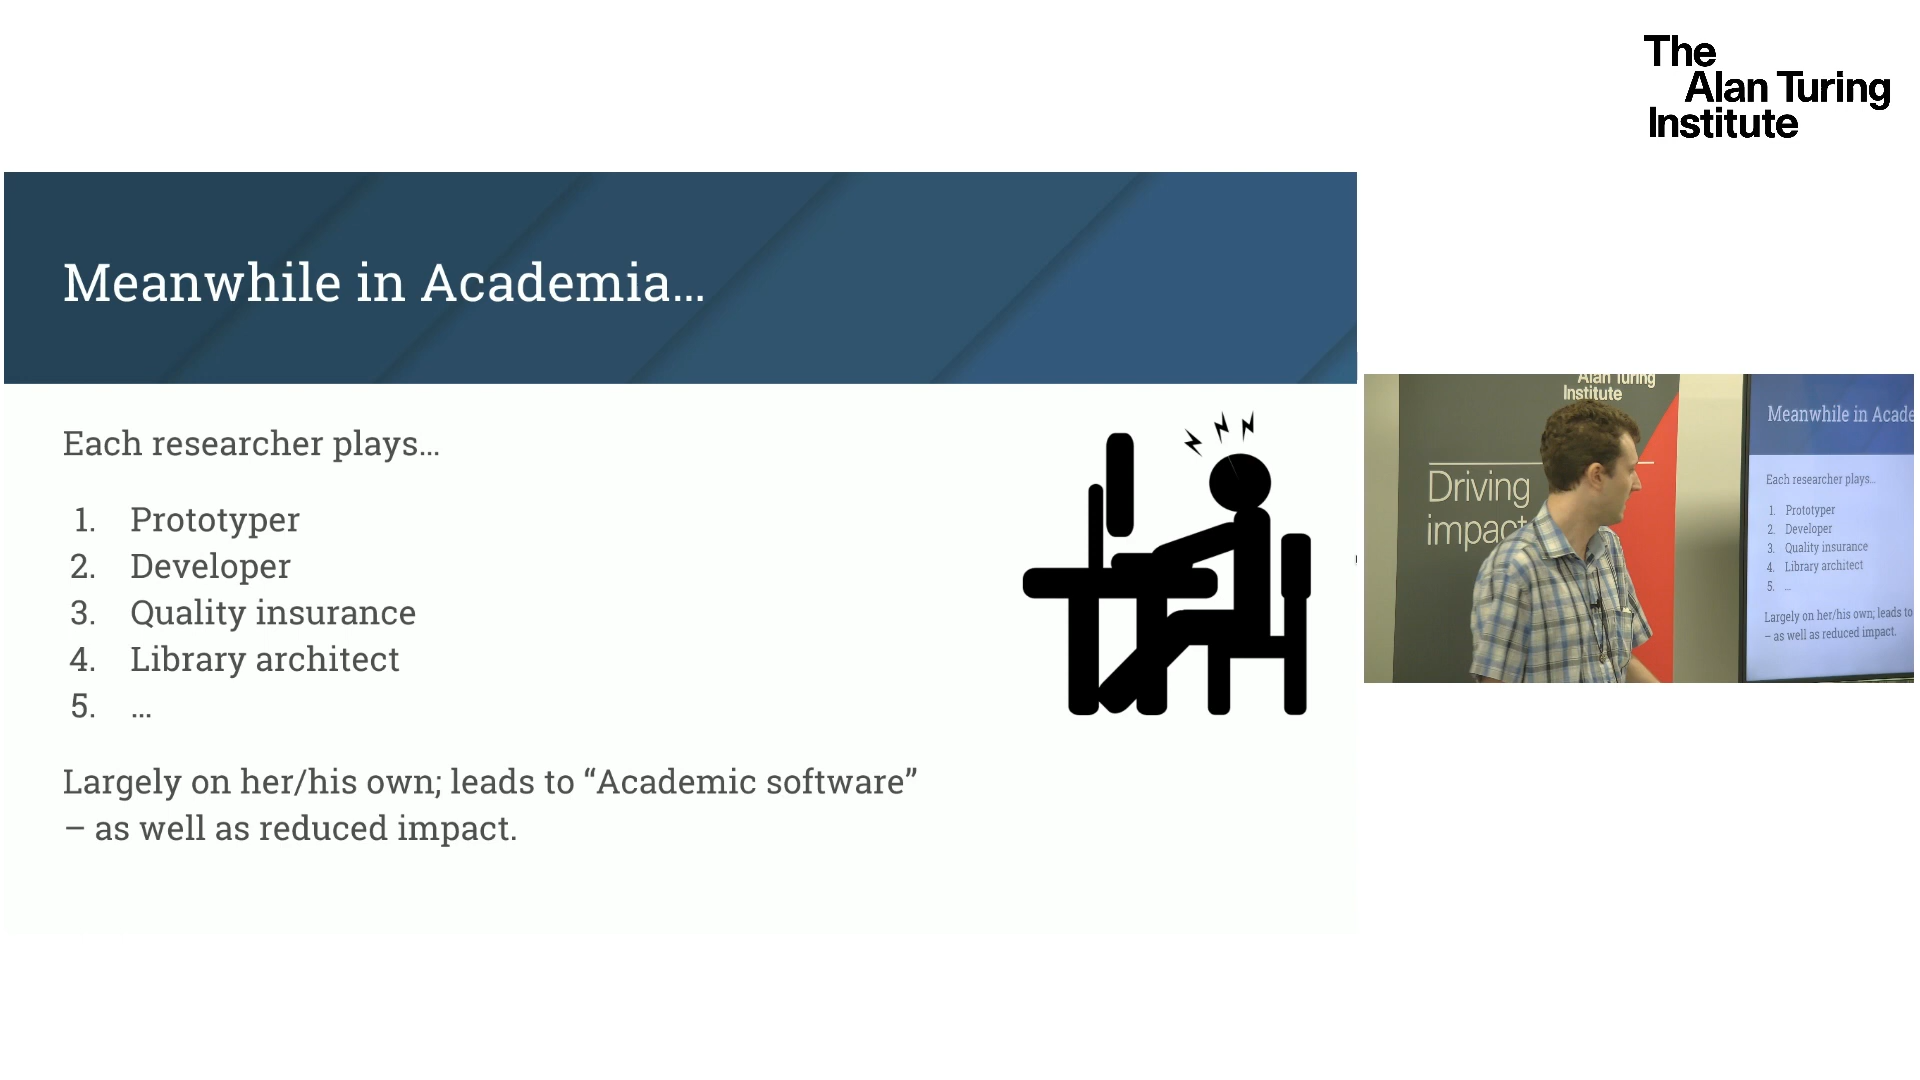 The
Alan Turing
Institute
Meanwhile in Academia...
Each researcher plays...
1. Prototyper
2. Developer
3. Quality insurance
4. Library architect
5. ...
Largely on her/his own; leads to “Academic software”
– as well as reduced impact.
Alan Turing
Institute
Driving
impact
Meanwhile in Acade
Each researcher plays...
1. Prototyper
2. Developer
3. Quality insurance
4. Library architect
5. ...
Largely on her/his own; leads to
– as well as reduced impact.